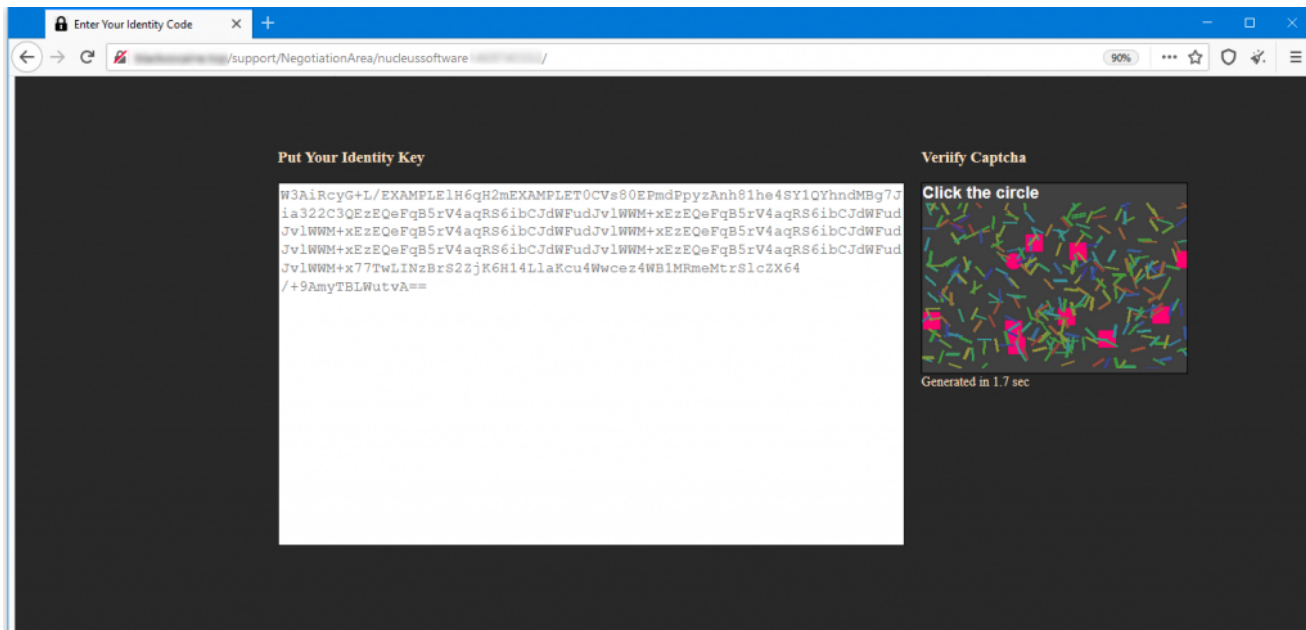 Enter Your Identity Code
/support/NegotiationArea/nucleussoftware
/
90%
Put Your Identity Key
Veriify Captcha
W3AiRcyG+L/EXAMPLElH6qH2mEXAMPLET0CVs80EPmdPpyzAnh81he4SY1QYhndMBg7J
ia322C3QEzEQeFqB5rV4aqRS6ibCJdWFudJvlWWM+xEzEQeFqB5rV4aqRS6ibCJdWFud
JvlWWM+xEzEQeFqB5rV4aqRS6ibCJdWFudJvlWWM+xEzEQeFqB5rV4aqRS6ibCJdWFud
JvlWWM+xEzEQeFqB5rV4aqRS6ibCJdWFudJvlWWM+xEzEQeFqB5rV4aqRS6ibCJdWFud
JvlWWM+x77TwLINzBrS2ZjK6H14LlaKcu4Wwcez4WB1MRmeMtrSlcZX64
/+9AmyTBLWutvA==
Click the circle
Generated in 1.7 sec